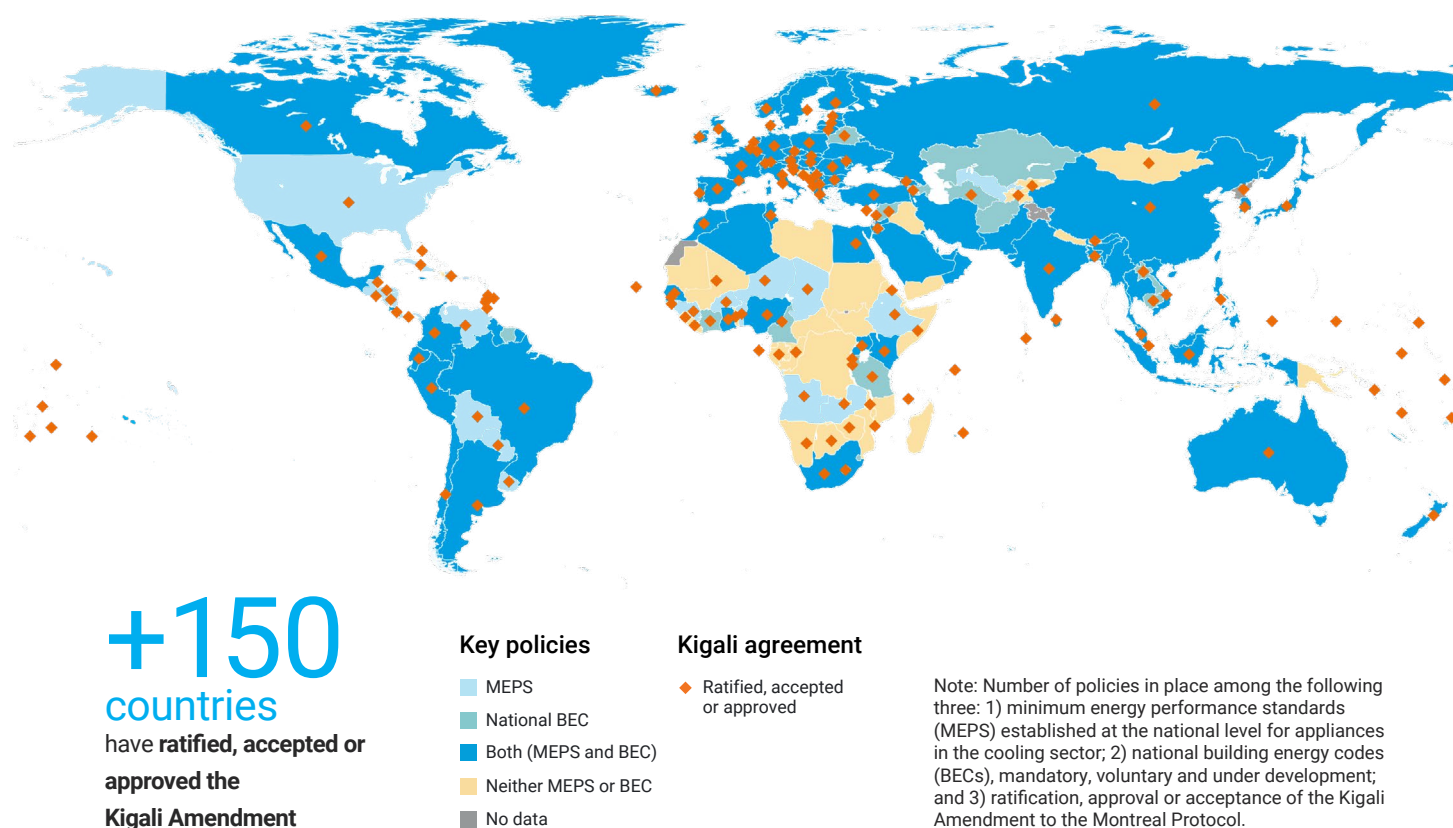 +150
countries
have ratified, accepted or
approved the
Kigali Amendment
Key policies
MEPS
National BEC
Both (MEPS and BEC)
Neither MEPS or BEC
No data
Kigali agreement
Ratified, accepted
or approved
Note: Number of policies in place among the following
three: 1) minimum energy performance standards
(MEPS) established at the national level for appliances
in the cooling sector; 2) national building energy codes
(BECs), mandatory, voluntary and under development;
and 3) ratification, approval or acceptance of the Kigali
Amendment to the Montreal Protocol.